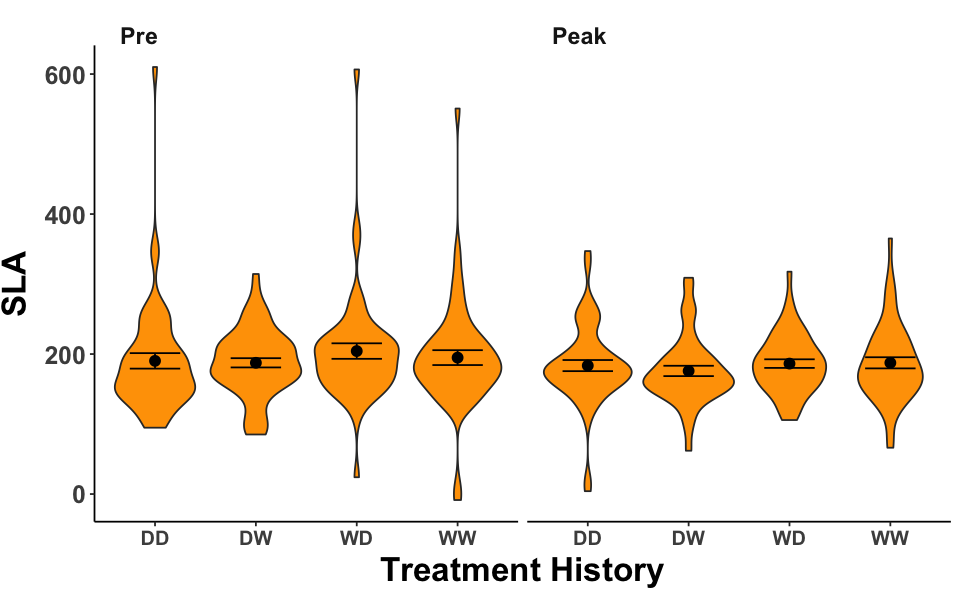 Pre
Peak
600
400
200
0
SLA
DD DW WD WW DD DW WD WW
Treatment History